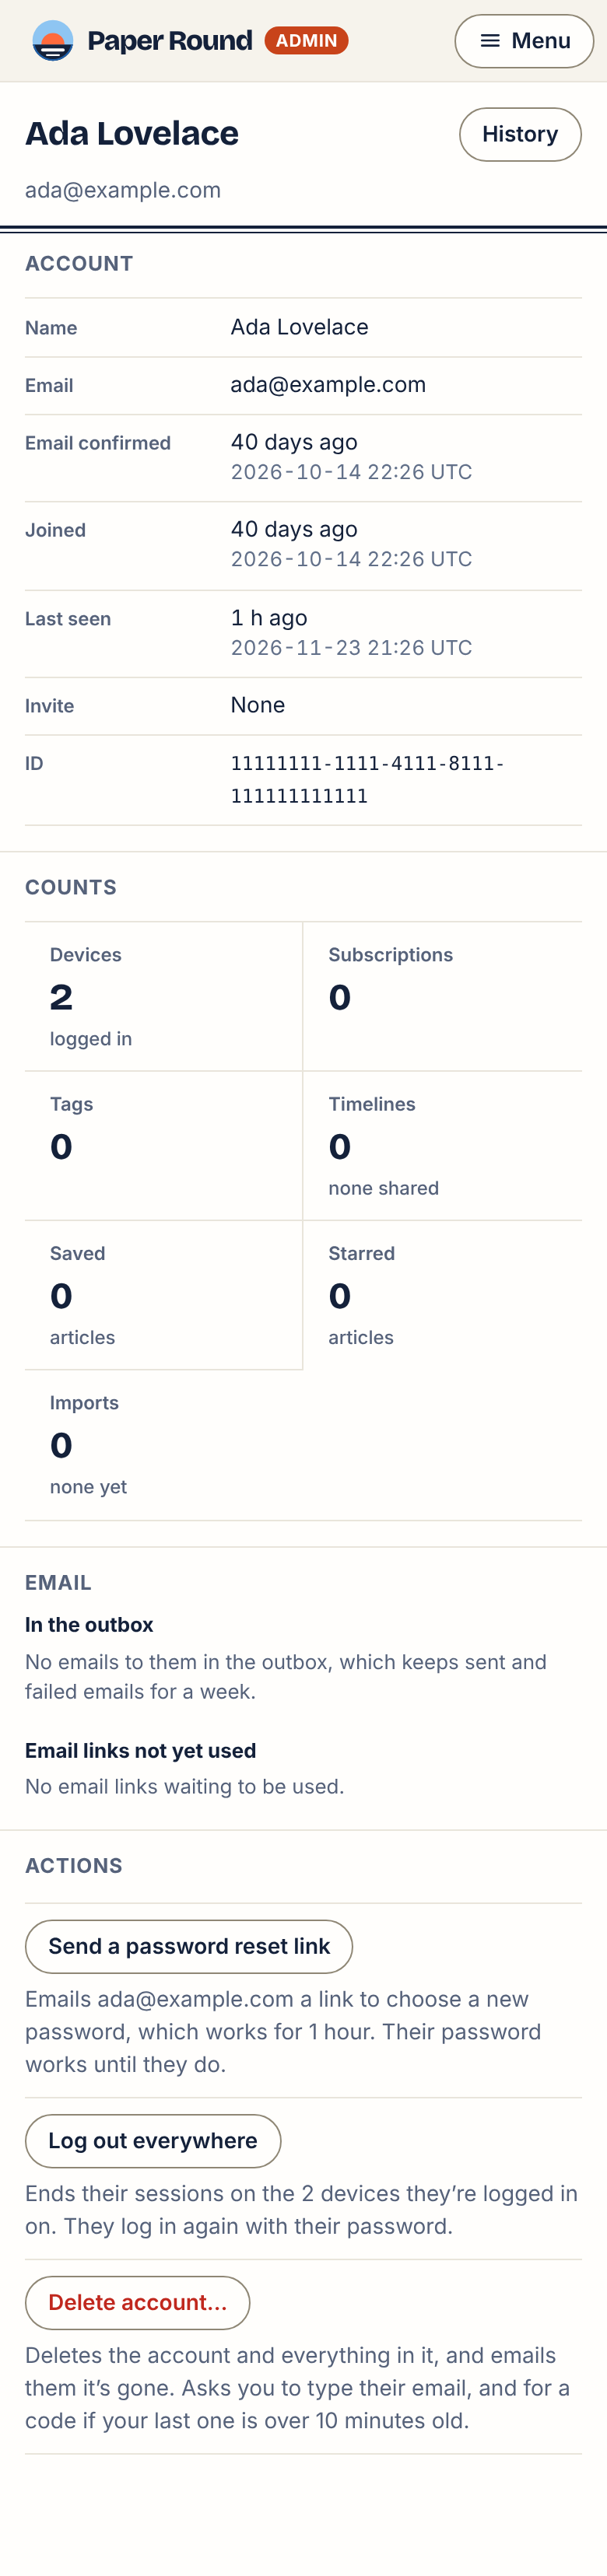 Paper Round ADMIN Menu
Ada Lovelace History
ada@example.com
ACCOUNT
Name Ada Lovelace
Email ada@example.com
Email confirmed 40 days ago
2026-10-14 22:26 UTC
Joined 40 days ago
2026-10-14 22:26 UTC
Last seen 1 h ago
2026-11-23 21:26 UTC
Invite None
ID 11111111-1111-4111-8111-
111111111111
COUNTS
Devices Subscriptions
2 0
logged in
Tags Timelines
0 0
none shared
Saved Starred
0 0
articles articles
Imports
0
none yet
EMAIL
In the outbox
No emails to them in the outbox, which keeps sent and
failed emails for a week.
Email links not yet used
No email links waiting to be used.
ACTIONS
Send a password reset link
Emails ada@example.com a link to choose a new
password, which works for 1 hour. Their password
works until they do.
Log out everywhere
Ends their sessions on the 2 devices they’re logged in
on. They log in again with their password.
Delete account…
Deletes the account and everything in it, and emails
them it’s gone. Asks you to type their email, and for a
code if your last one is over 10 minutes old.